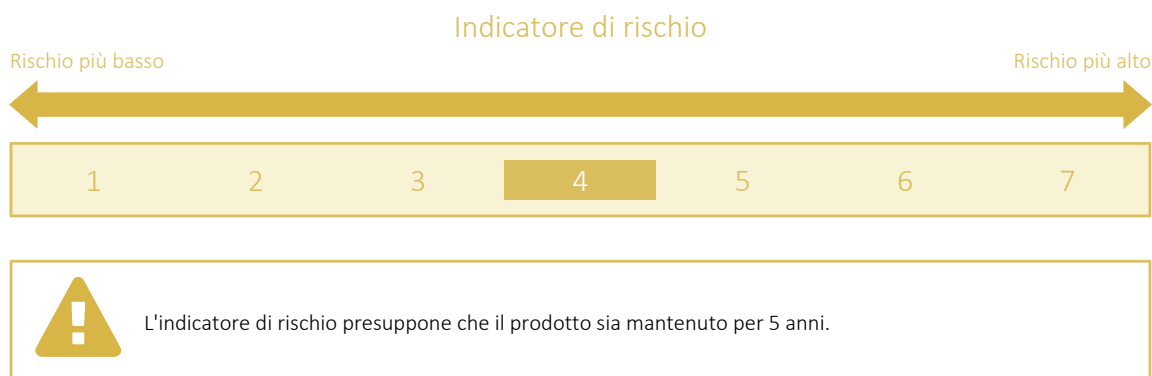 Indicatore di rischio
Rischio più basso Rischio più alto
1 2 3 4 5 6 7
L'indicatore di rischio presuppone che il prodotto sia mantenuto per 5 anni.